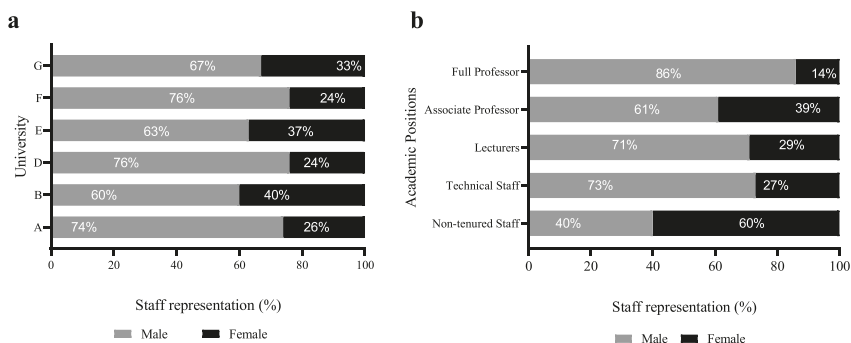 a
University
G 67% 33%
F 76% 24%
E 63% 37%
D 76% 24%
B 60% 40%
A 74% 26%
0 20 40 60 80 100
Staff representation (%)
Male Female
b
Academic Positions
Full Professor 86% 14%
Associate Professor 61% 39%
Lecturers 71% 29%
Technical Staff 73% 27%
Non-tenured Staff 40% 60%
0 20 40 60 80 100
Staff representation (%)
Male Female